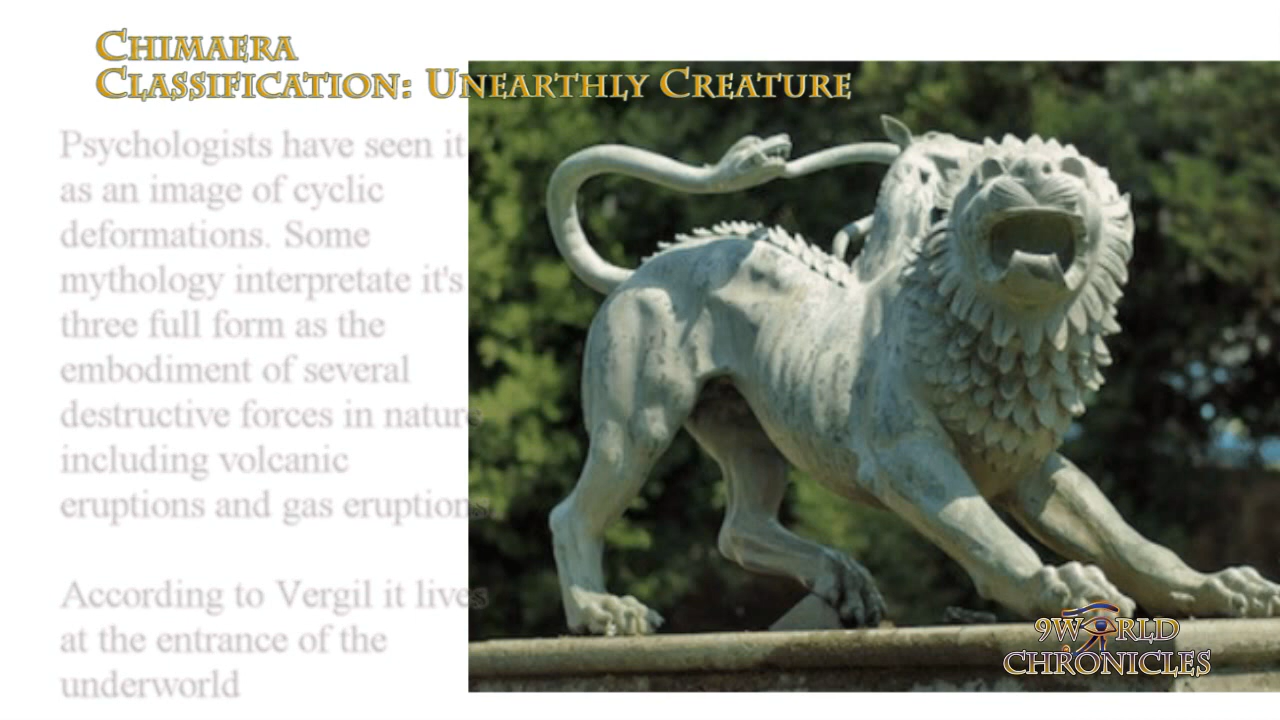 Chimaera
Classification: Unearthly Creature
Psychologists have seen it
as an image of cyclic
deformations. Some
mythology interpretate it's
three full form as the
embodiment of several
destructive forces in nature
including volcanic
eruptions and gas eruptions.
According to Vergil it lives
at the entrance of the
underworld
9WORLD
CHRONICLES